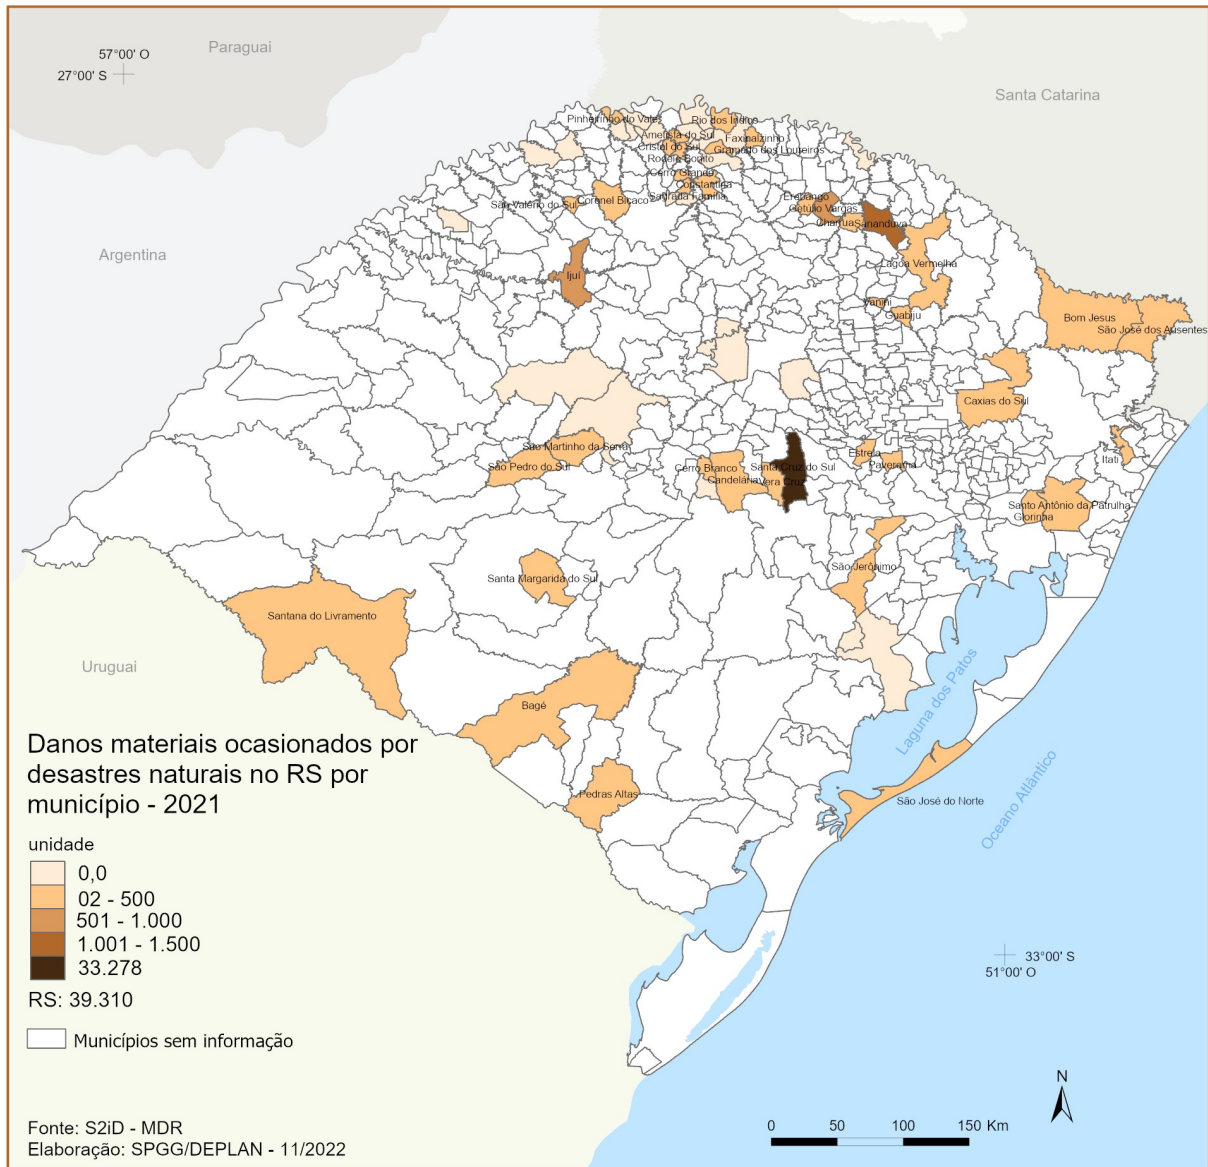 Paraguai
57°00' O
27°00' S
Santa Catarina
Argentina
Uruguai
Pinheirinho do Vale
Rio dos Índios
Ametista do Sul
Faxinalzinho
Cristal do Sul
Gramado dos Loureiros
Rodeio Bonito
Cerro Grande
Constantina
Sagrada Família
São Valério do Sul
Coronel Bicaco
Erebango
Getúlio Vargas
Charrua
Sananduva
Lagoa Vermelha
Ijuí
Vanini
Guabiju
Bom Jesus
São José dos Ausentes
Caxias do Sul
São Martinho da Serra
São Pedro do Sul
Cerro Branco
Candelária
Santa Cruz do Sul
Vera Cruz
Estrela
Paverama
Itati
Santo Antônio da Patrulha
Glorinha
São Jerônimo
Santa Margarida do Sul
Santana do Livramento
Bagé
Pedras Altas
São José do Norte
Laguna dos Patos
Oceano Atlântico
Danos materiais ocasionados por
desastres naturais no RS por
município - 2021
unidade
0,0
02 - 500
501 - 1.000
1.001 - 1.500
33.278
RS: 39.310
Municípios sem informação
33°00' S
51°00' O
N
0 50 100 150 Km
Fonte: S2iD - MDR
Elaboração: SPGG/DEPLAN - 11/2022